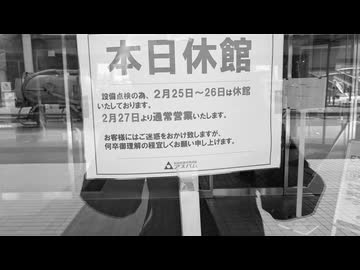 本日休館
設備点検の為、2月25日～26日は休館
いたしております。
2月27日より通常営業いたします。
お客様にはご迷惑をおかけ致しますが、
何卒御理解の程宜しくお願い申し上げます。
アスパム